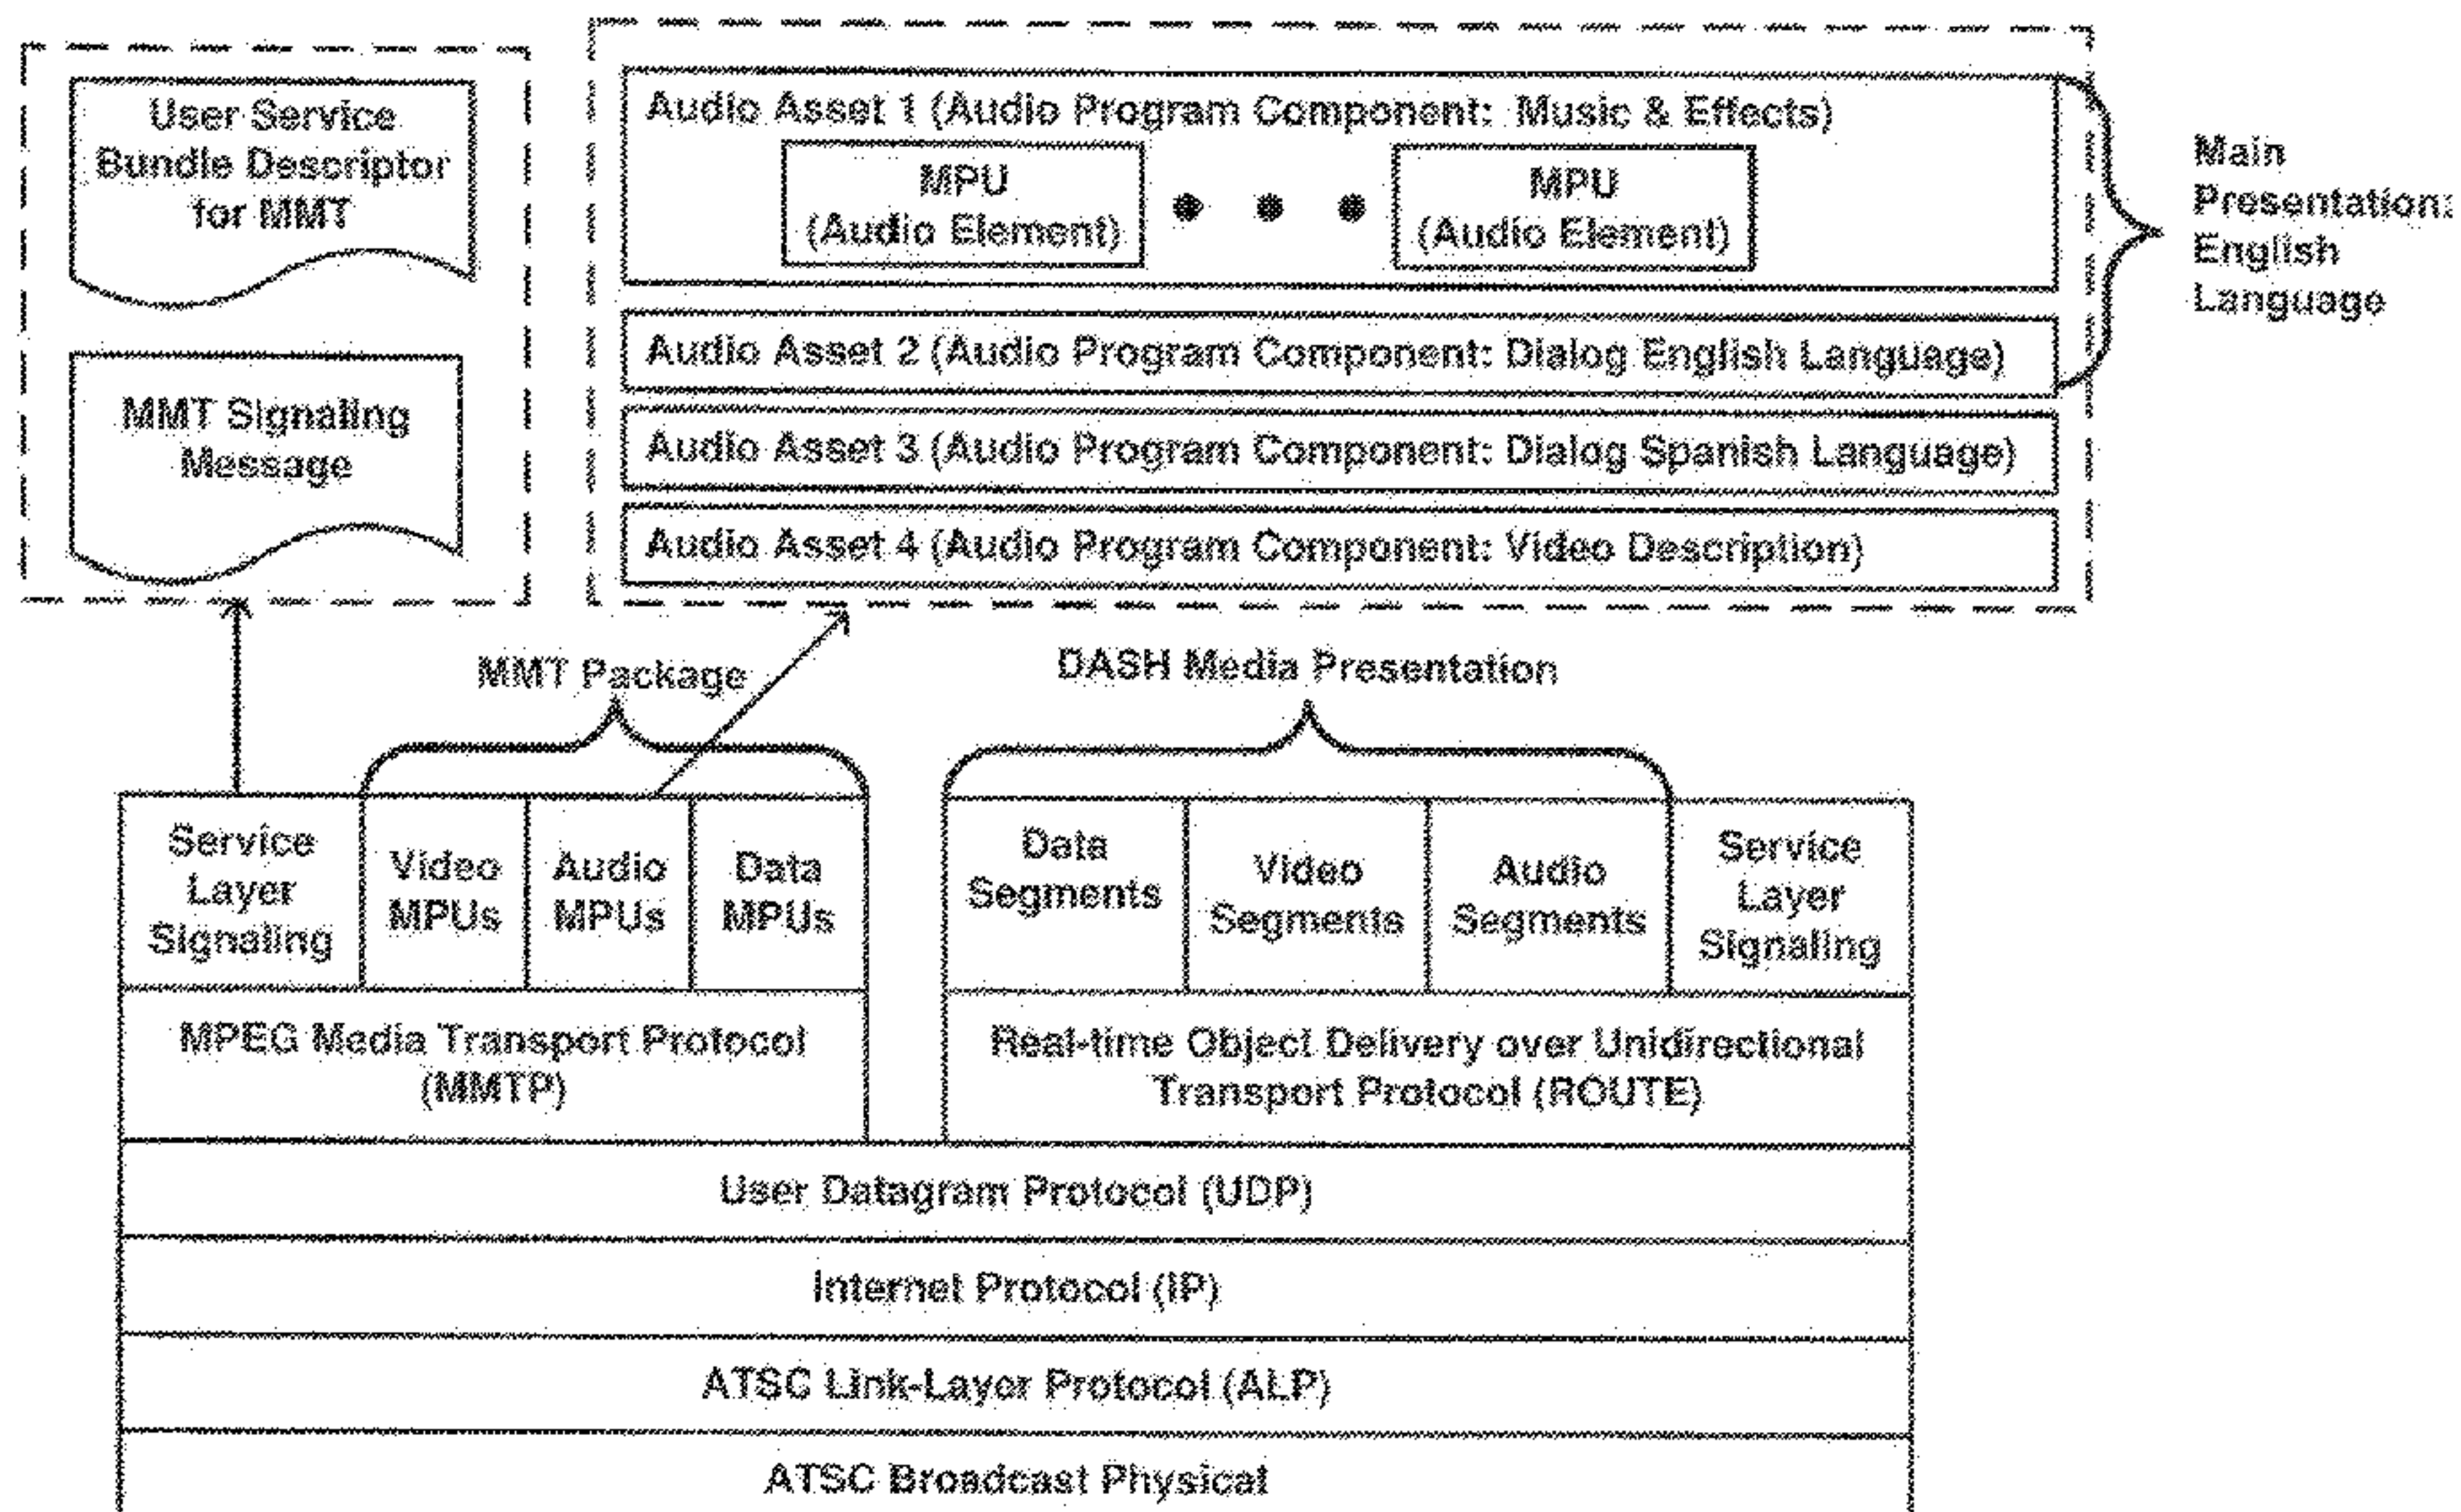 User Service
Bundle Descriptor
for MMT
MMT Signaling
Message
Audio Asset 1 (Audio Program Component: Music & Effects)
MPU
(Audio Element)
MPU
(Audio Element)
Audio Asset 2 (Audio Program Component: Dialog English Language)
Audio Asset 3 (Audio Program Component: Dialog Spanish Language)
Audio Asset 4 (Audio Program Component: Video Description)
Main
Presentation:
English
Language
MMT Package
DASH Media Presentation
Service
Layer
Signaling
Video
MPUs
Audio
MPUs
Data
MPUs
Data
Segments
Video
Segments
Audio
Segments
Service
Layer
Signaling
MPEG Media Transport Protocol
(MMTP)
Real-time Object Delivery over Unidirectional
Transport Protocol (ROUTE)
User Datagram Protocol (UDP)
Internet Protocol (IP)
ATSC Link-Layer Protocol (ALP)
ATSC Broadcast Physical